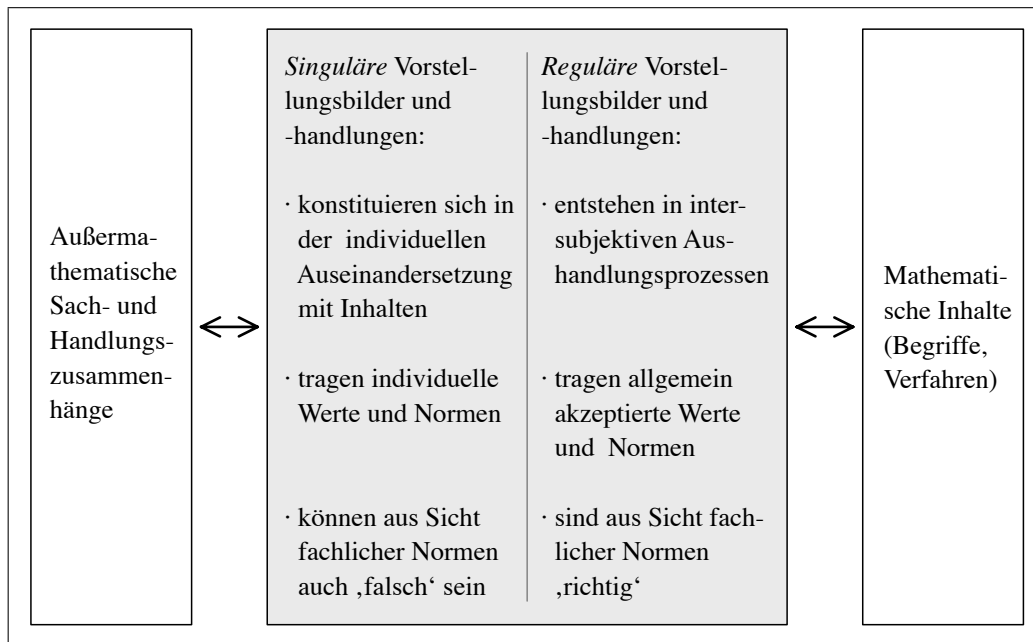 Außerma-
thematische
Sach- und
Handlungs-
zusammen-
hänge
Singuläre Vorstel-
lungsbilder und
-handlungen:
· konstituieren sich in
der individuellen
Auseinandersetzung
mit Inhalten
· tragen individuelle
Werte und Normen
· können aus Sicht
fachlicher Normen
auch ‚falsch‘ sein
Reguläre Vorstel-
lungsbilder und
-handlungen:
· entstehen in inter-
subjektiven Aus-
handlungsprozessen
· tragen allgemein
akzeptierte Werte
und Normen
· sind aus Sicht fach-
licher Normen
‚richtig‘
Mathemati-
sche Inhalte
(Begriffe,
Verfahren)